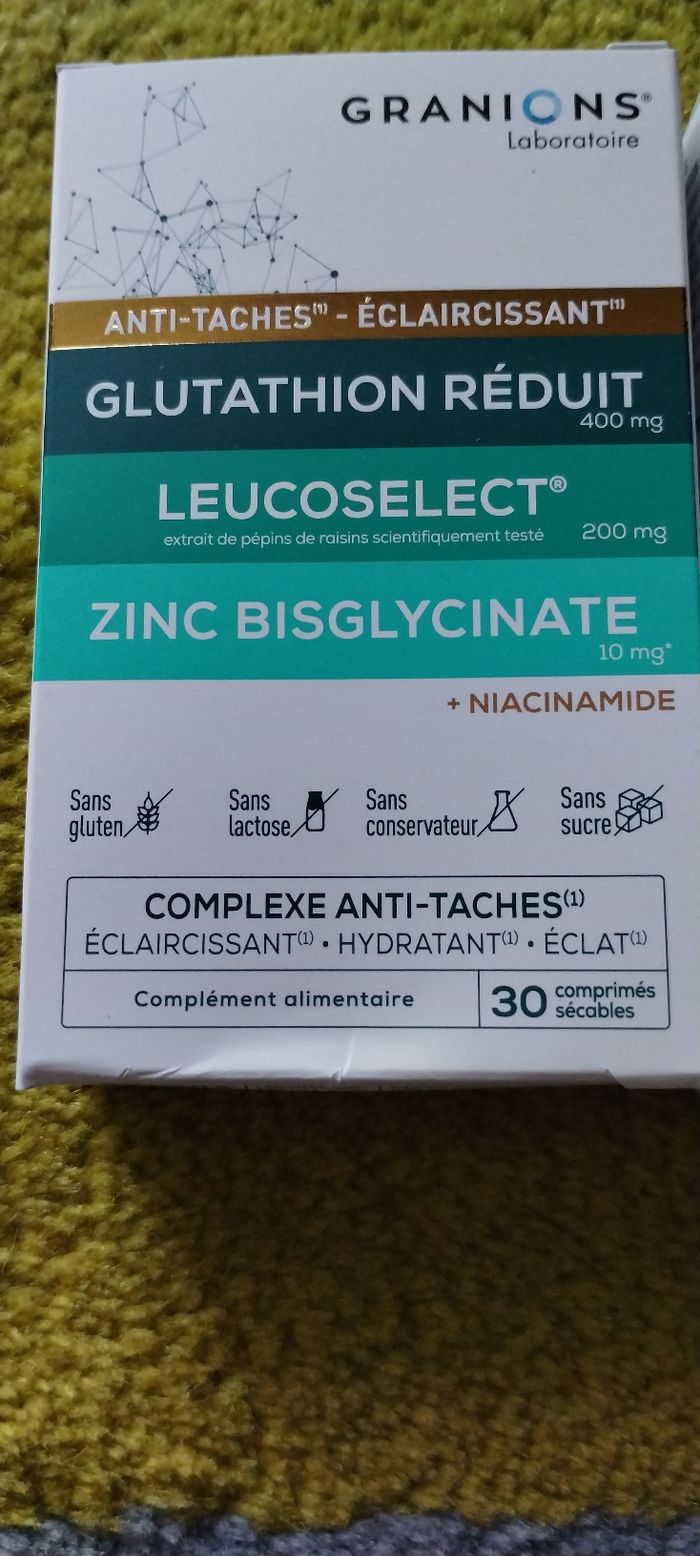 GRANIONS®
Laboratoire
ANTI-TACHES(1) - ÉCLAIRCISSANT(1)
GLUTATHION RÉDUIT
400 mg
LEUCOSELECT®
extrait de pépins de raisins scientifiquement testé 200 mg
ZINC BISGLYCINATE
10 mg*
+ NIACINAMIDE
Sans gluten
Sans lactose
Sans conservateur
Sans sucre
COMPLEXE ANTI-TACHES(1)
ÉCLAIRCISSANT(1) • HYDRATANT(1) • ÉCLAT(1)
Complément alimentaire
30 comprimés sécables